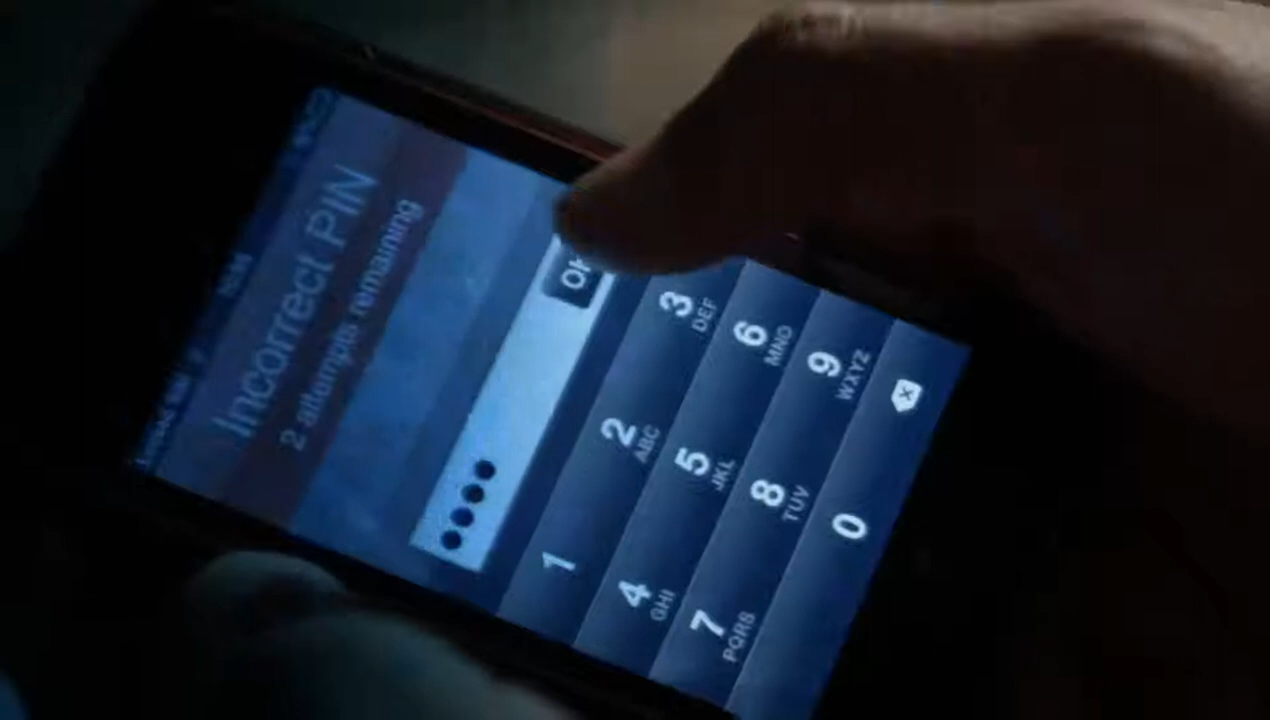 Incorrect PIN
2 attempts remaining
OK
1
2 ABC
3 DEF
4 GHI
5 JKL
6 MNO
7 PQRS
8 TUV
9 WXYZ
0